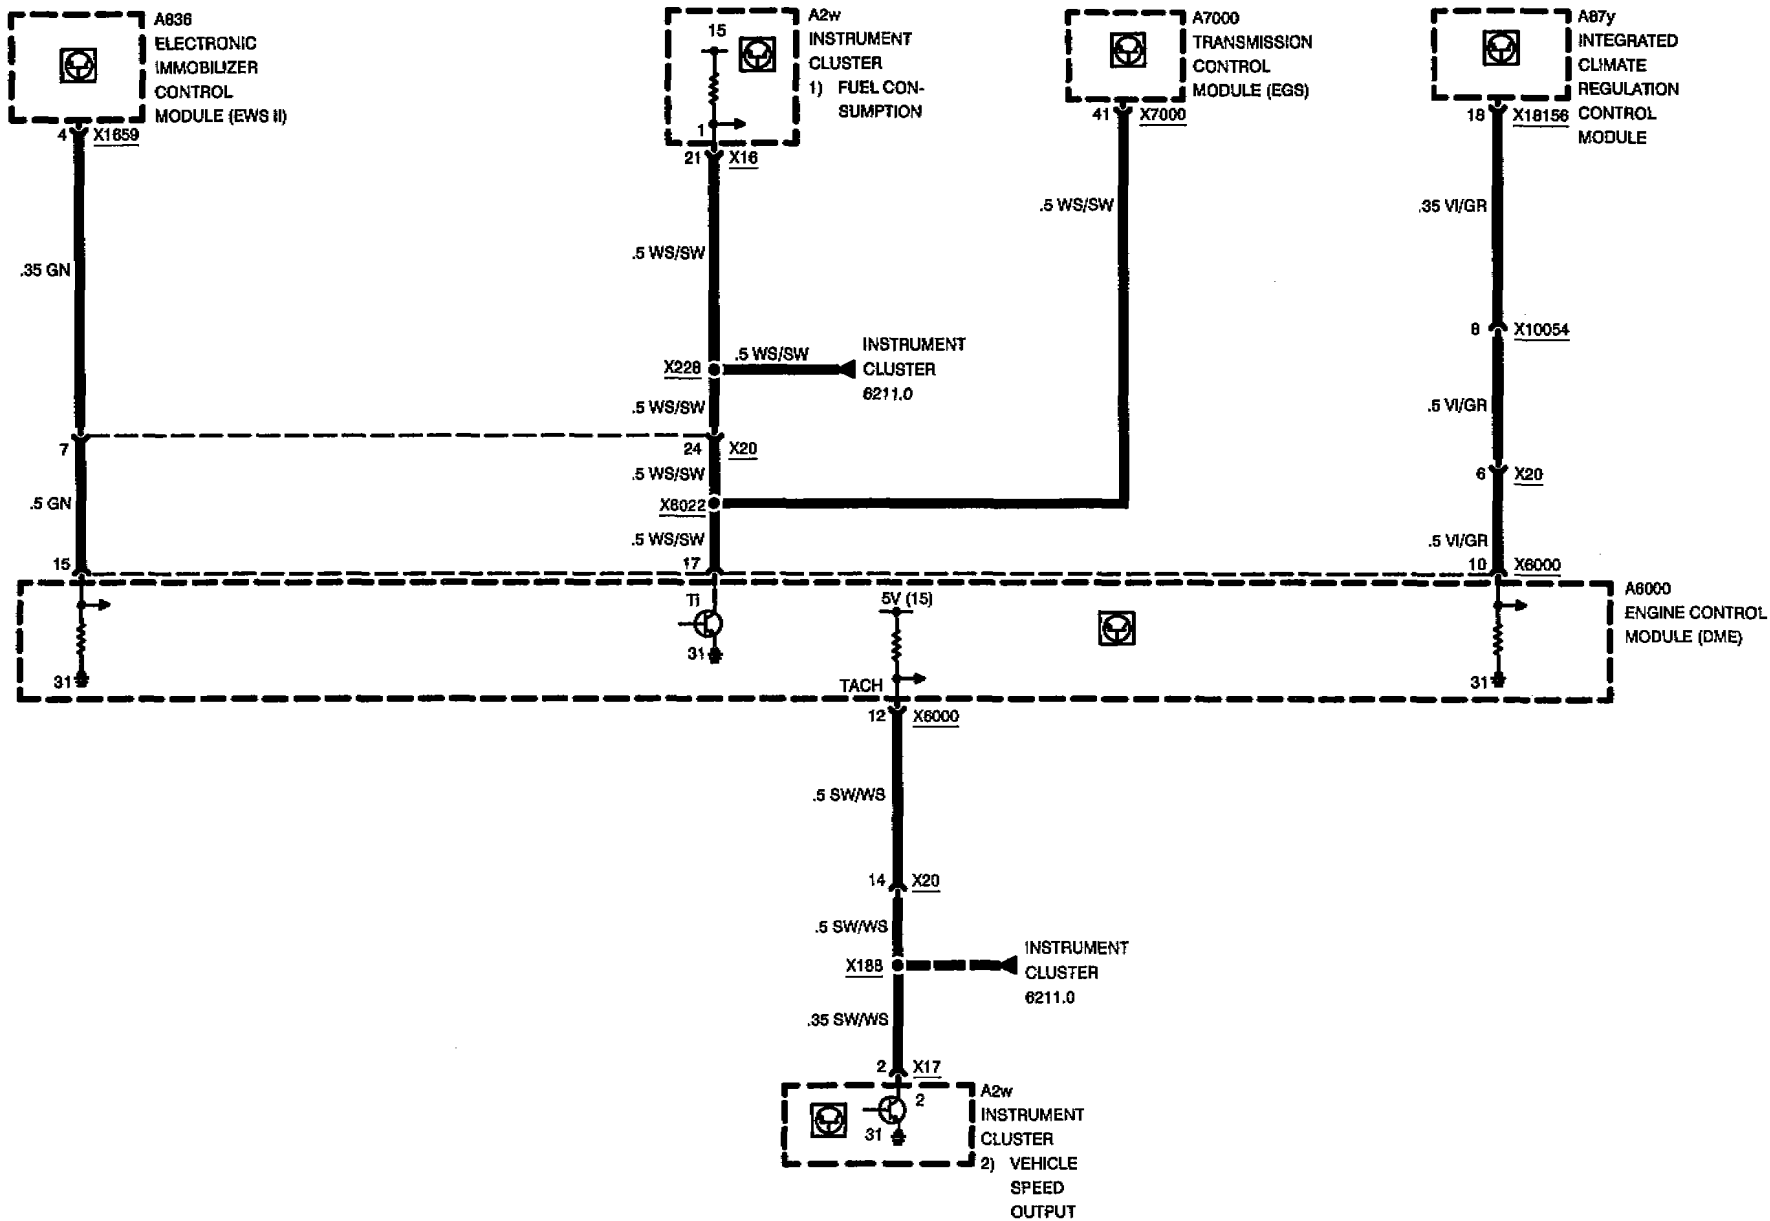 A836
ELECTRONIC
IMMOBILIZER
CONTROL
MODULE (EWS II)
4 X1659
15
1
A2w
INSTRUMENT
CLUSTER
1) FUEL CON-
SUMPTION
21 X16
A7000
TRANSMISSION
CONTROL
MODULE (EGS)
41 X7000
A87y
INTEGRATED
CLIMATE
REGULATION
CONTROL
MODULE
18 X18156
.5 WS/SW
.35 VI/GR
.5 WS/SW
.35 GN
8 X10054
X228
.5 WS/SW
INSTRUMENT
CLUSTER
6211.0
.5 WS/SW
.5 VI/GR
7
24 X20
.5 WS/SW
6 X20
.5 GN
X6022
.5 WS/SW
.5 VI/GR
15
17
10 X6000
Ti
31
5V (15)
31
TACH
31
A6000
ENGINE CONTROL
MODULE (DME)
12 X6000
.5 SW/WS
14 X20
.5 SW/WS
X188
INSTRUMENT
CLUSTER
6211.0
.35 SW/WS
2 X17
2
31
A2w
INSTRUMENT
CLUSTER
2) VEHICLE
SPEED
OUTPUT